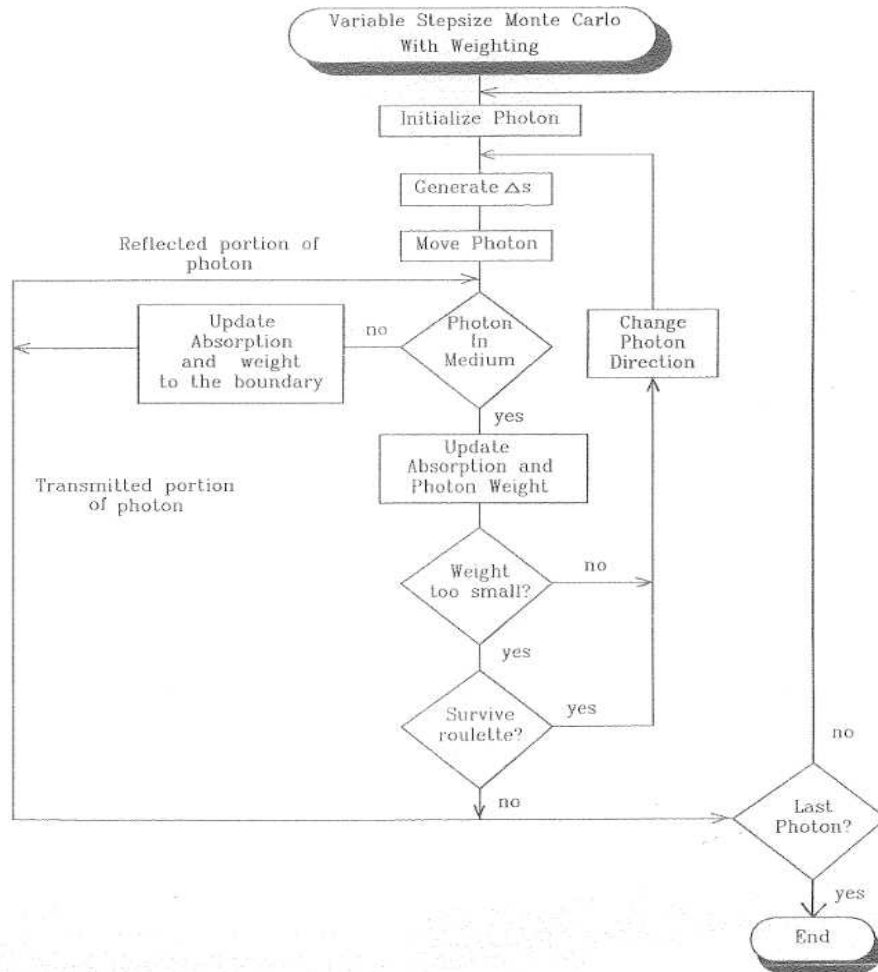 Variable Stepsize Monte Carlo
With Weighting
Initialize Photon
Generate Δs
Move Photon
Reflected portion of
photon
Photon
In
Medium
no
Update
Absorption
and weight
to the boundary
Change
Photon
Direction
yes
Update
Absorption and
Photon Weight
Transmitted portion
of photon
Weight
too small?
no
yes
Survive
roulette?
yes
no
no
Last
Photon?
yes
End